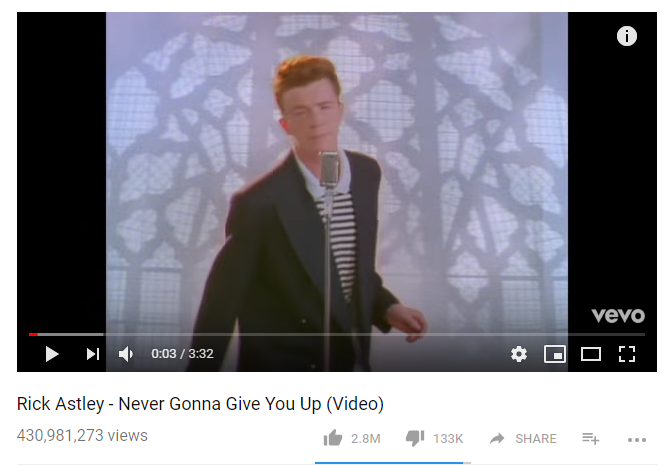 i
vevo
0:03 / 3:32
Rick Astley - Never Gonna Give You Up (Video)
430,981,273 views
2.8M 133K SHARE